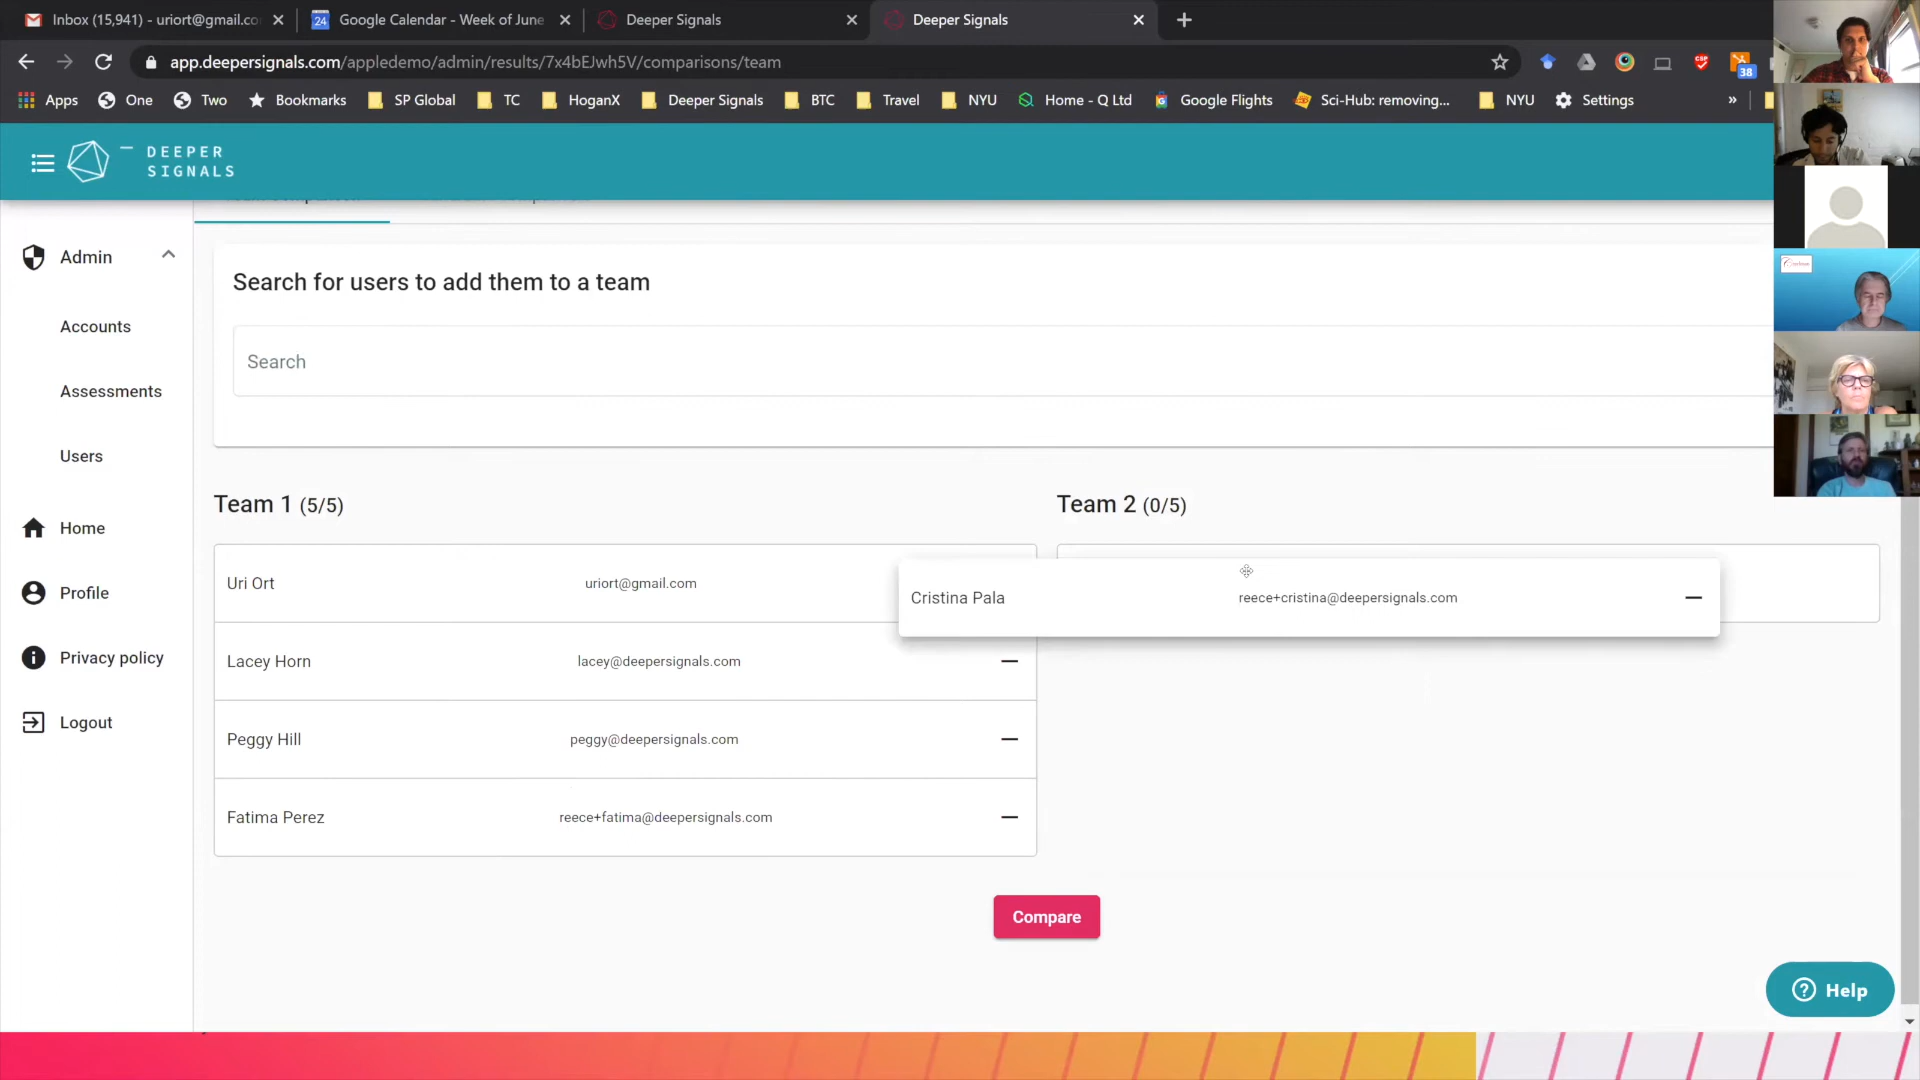 Inbox (15,941) - uriort@gmail.co
24 Google Calendar - Week of June
Deeper Signals
Deeper Signals
app.deepersignals.com/appledemo/admin/results/7x4bEJwh5V/comparisons/team
CSP
38
Apps One Two Bookmarks SP Global TC HoganX Deeper Signals BTC Travel NYU Home - Q Ltd Google Flights Sci-Hub: removing... NYU Settings »
DEEPER
SIGNALS
Admin
Accounts
Assessments
Users
Home
Profile
Privacy policy
Logout
Search for users to add them to a team
Search
Team 1 (5/5)
Uri Ort uriort@gmail.com
Lacey Horn lacey@deepersignals.com
Peggy Hill peggy@deepersignals.com
Fatima Perez reece+fatima@deepersignals.com
Team 2 (0/5)
Cristina Pala reece+cristina@deepersignals.com
Compare
Help